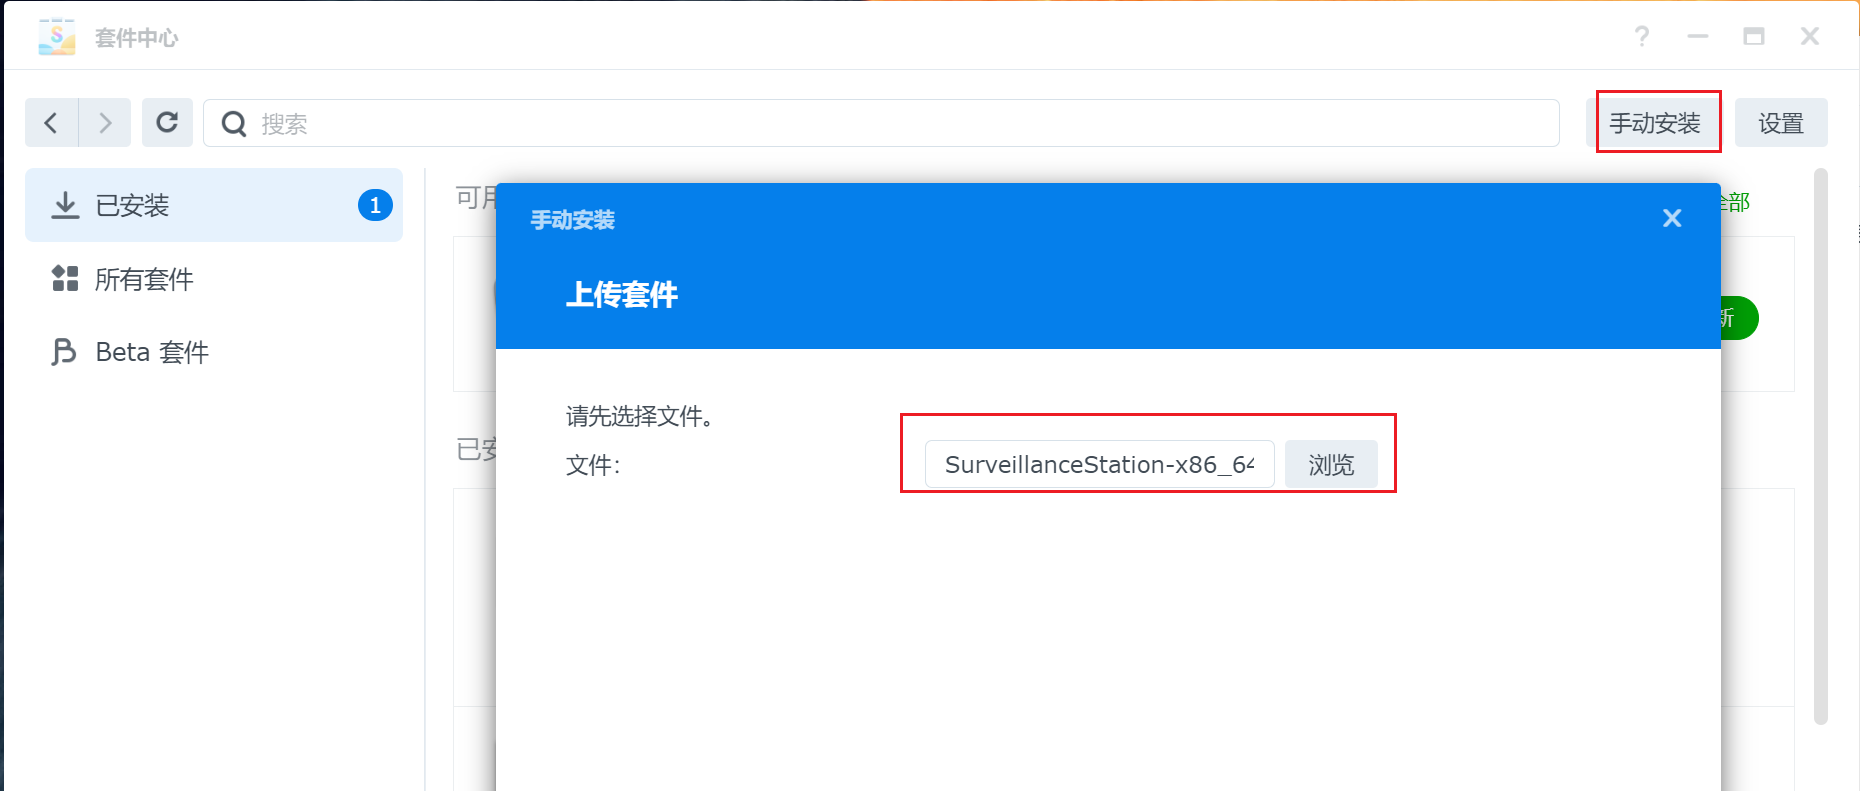 套件中心
搜索
手动安装
设置
已安装
1
所有套件
Beta 套件
可用
全部
手动安装
上传套件
新
请先选择文件。
已安
文件:
SurveillanceStation-x86_64
浏览